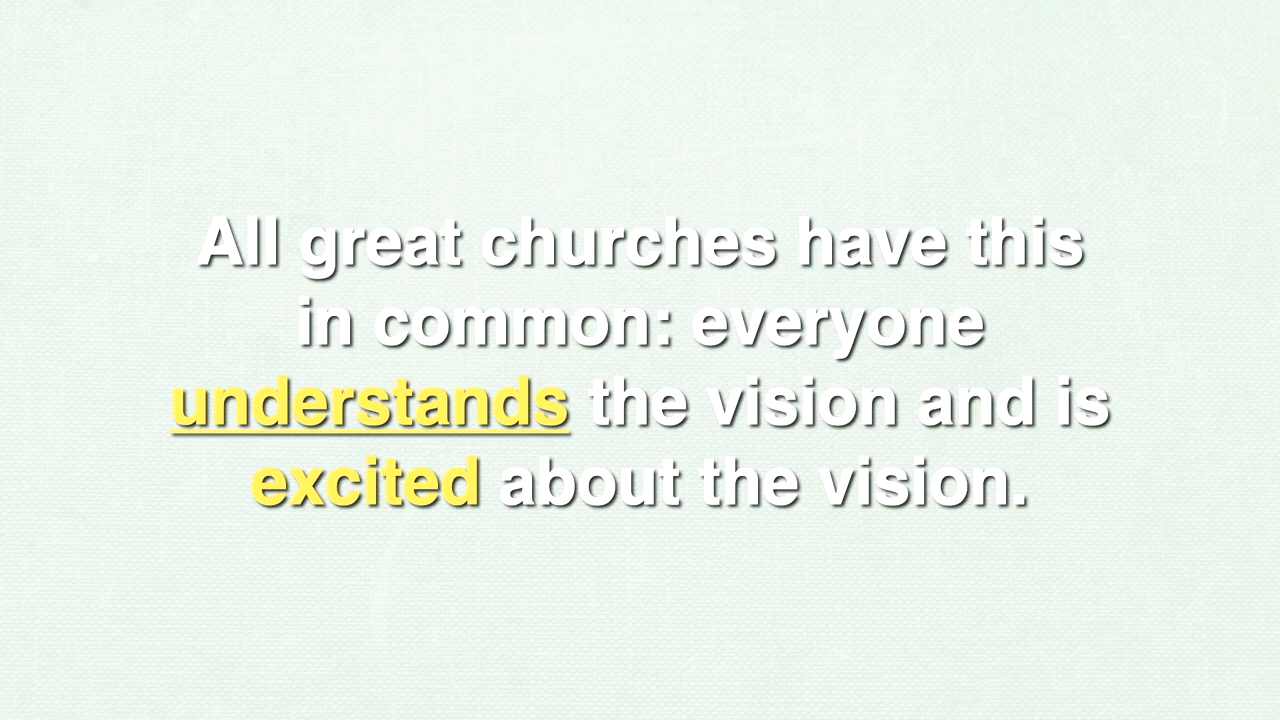 All great churches have this
in common: everyone
understands the vision and is
excited about the vision.